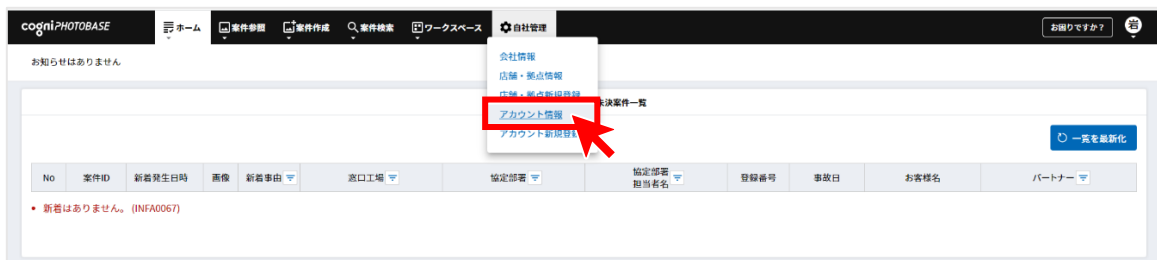 cogniPHOTOBASE ホーム 案件参照 案件作成 案件検索 ワークスペース 自社管理 お困りですか? 岩
お知らせはありません
会社情報
店舗・拠点情報
店舗・拠点新規登録
アカウント情報
アカウント新規登録
未決案件一覧
一覧を最新化
No 案件ID 新着発生日時 画像 新着事由 窓口工場 協定部署 協定部署 担当者名 登録番号 事故日 お客様名 パートナー
• 新着はありません。(INFA0067)